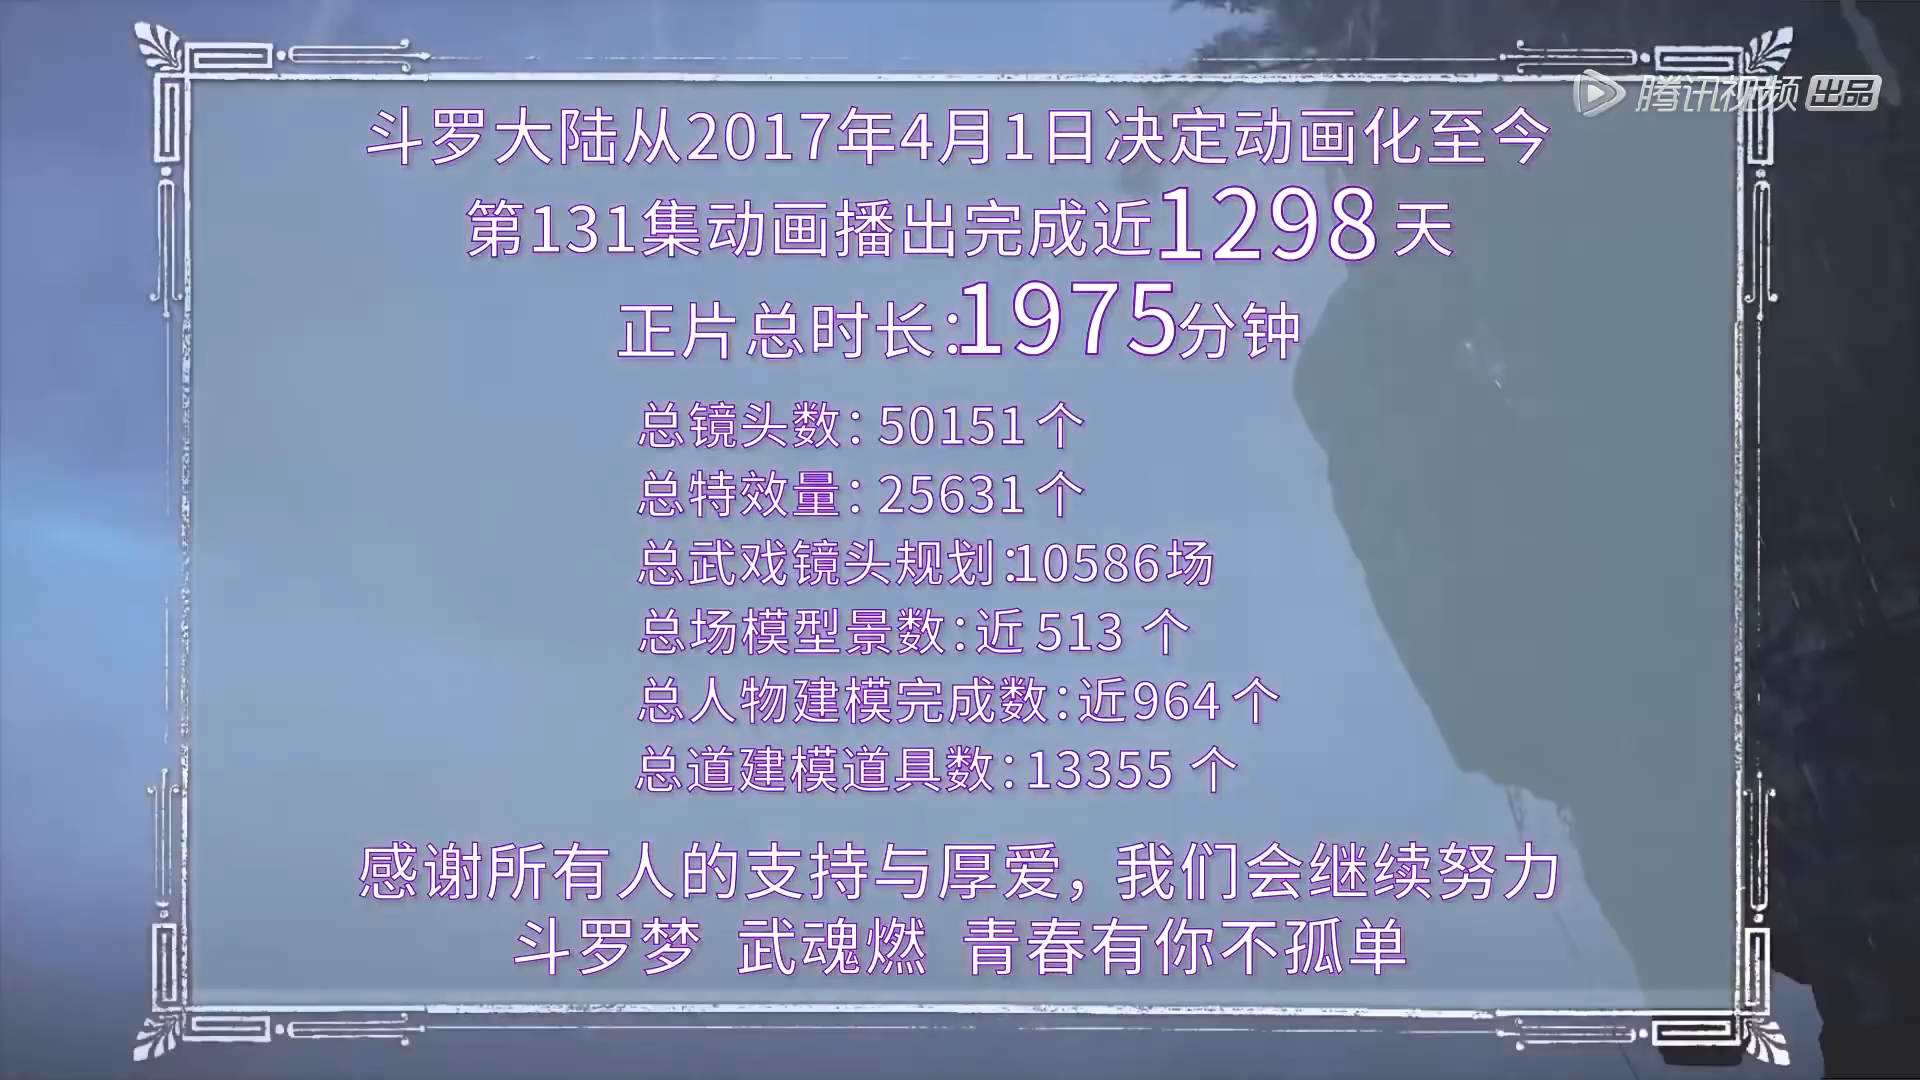 腾讯视频 出品
斗罗大陆从2017年4月1日决定动画化至今
第131集动画播出完成近1298天
正片总时长:1975分钟
总镜头数：50151个
总特效量：25631个
总武戏镜头规划:10586场
总场模型景数：近513个
总人物建模完成数：近964个
总道建模道具数：13355个
感谢所有人的支持与厚爱，我们会继续努力
斗罗梦 武魂燃 青春有你不孤单